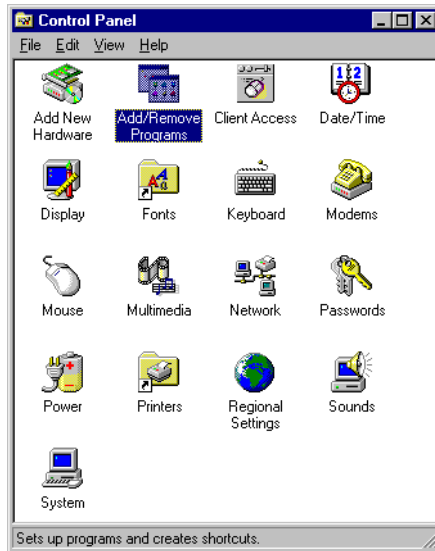 Control Panel
File Edit View Help
Add New Hardware
Add/Remove Programs
Client Access
Date/Time
Display
Fonts
Keyboard
Modems
Mouse
Multimedia
Network
Passwords
Power
Printers
Regional Settings
Sounds
System
Sets up programs and creates shortcuts.